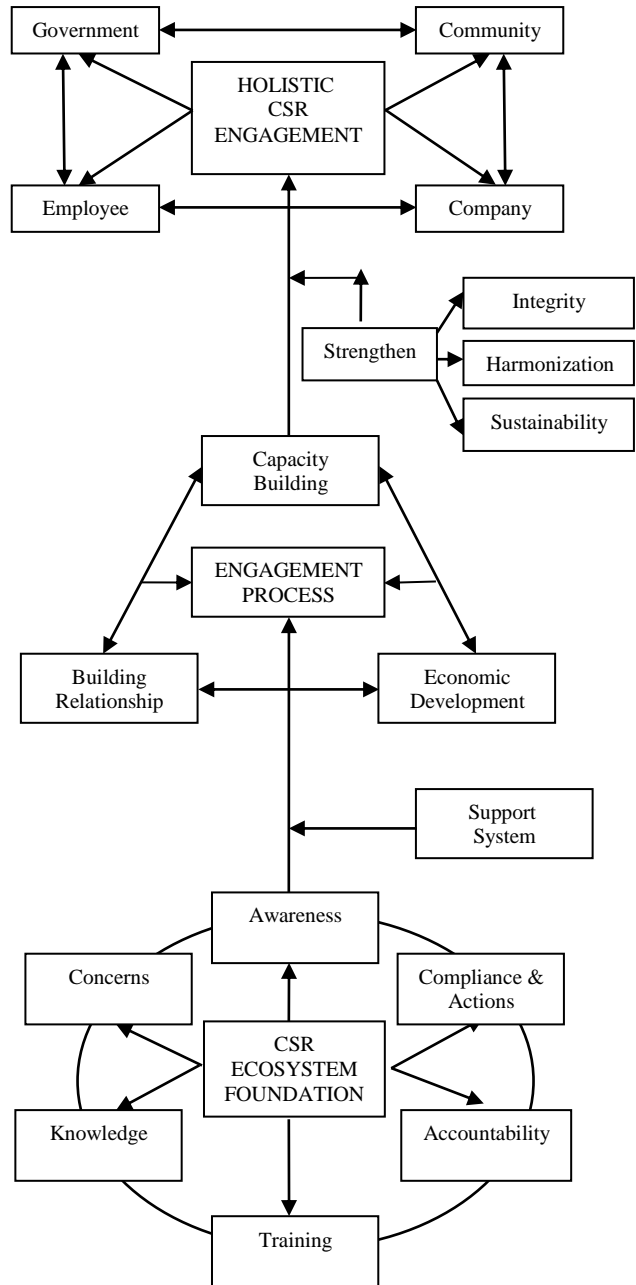 Government
Community
HOLISTIC
CSR
ENGAGEMENT
Employee
Company
Integrity
Strengthen
Harmonization
Sustainability
Capacity
Building
ENGAGEMENT
PROCESS
Building
Relationship
Economic
Development
Support
System
Awareness
Concerns
Compliance &
Actions
CSR
ECOSYSTEM
FOUNDATION
Knowledge
Accountability
Training